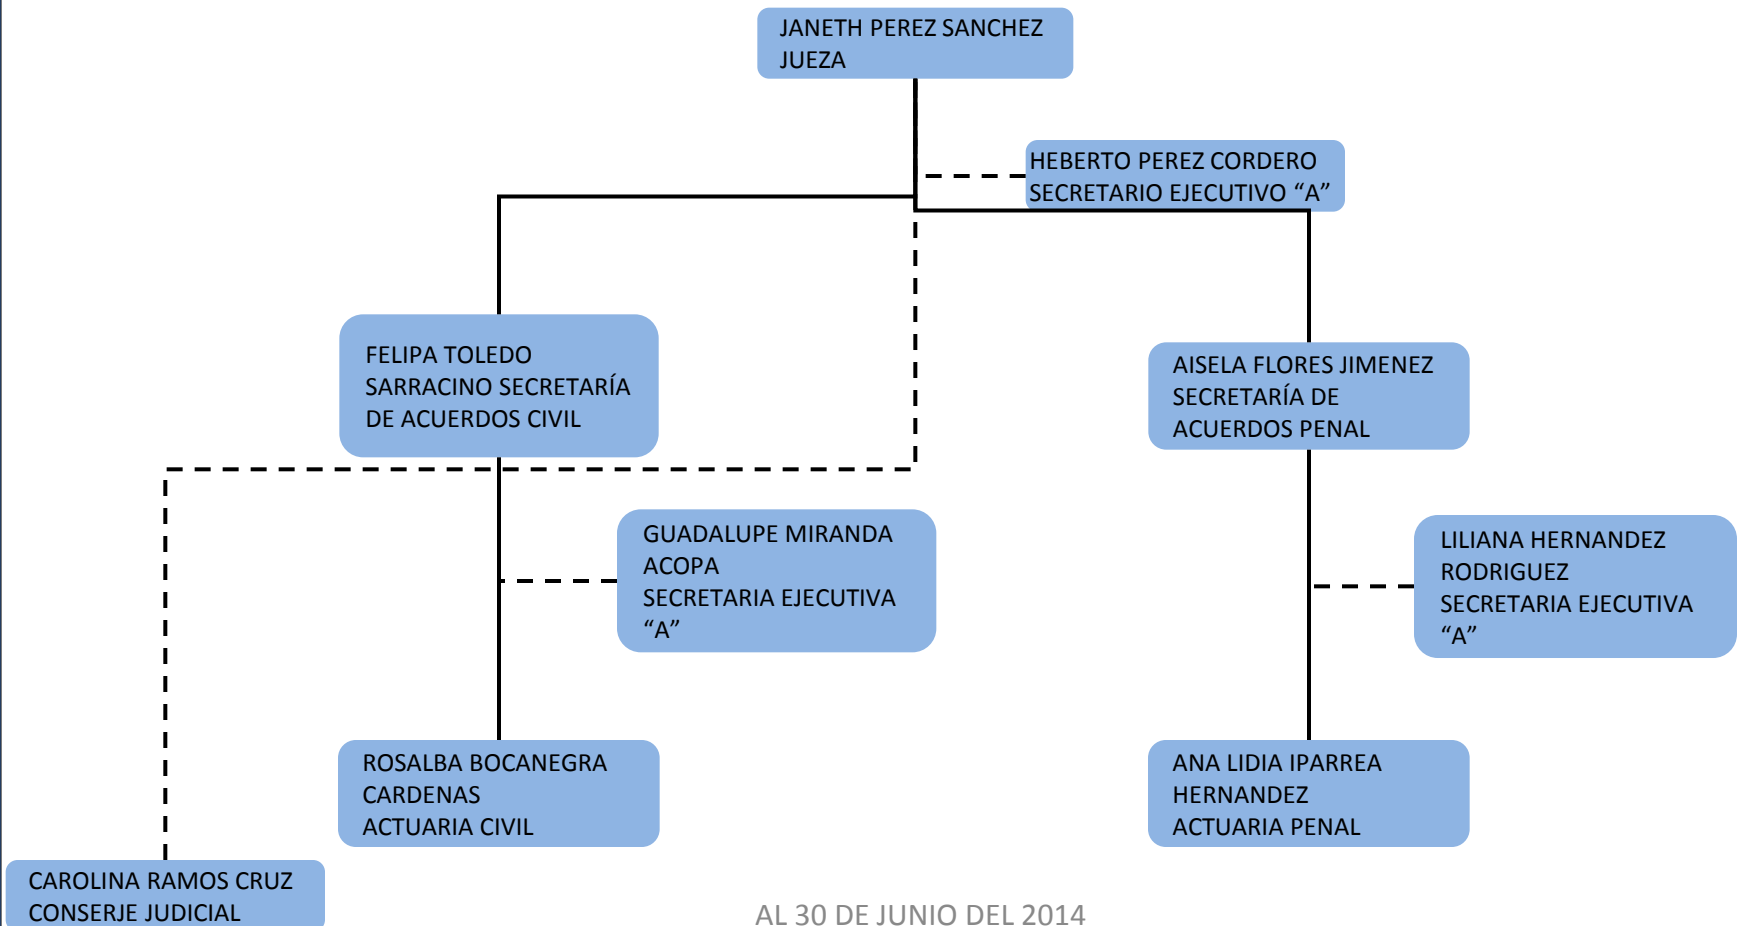 JANETH PEREZ SANCHEZ
JUEZA
HEBERTO PEREZ CORDERO
SECRETARIO EJECUTIVO “A”
FELIPA TOLEDO
SARRACINO SECRETARÍA
DE ACUERDOS CIVIL
AISELA FLORES JIMENEZ
SECRETARÍA DE
ACUERDOS PENAL
GUADALUPE MIRANDA
ACOPA
SECRETARIA EJECUTIVA
“A”
LILIANA HERNANDEZ
RODRIGUEZ
SECRETARIA EJECUTIVA
“A”
ROSALBA BOCANEGRA
CARDENAS
ACTUARIA CIVIL
ANA LIDIA IPARREA
HERNANDEZ
ACTUARIA PENAL
CAROLINA RAMOS CRUZ
CONSERJE JUDICIAL
AL 30 DE JUNIO DEL 2014